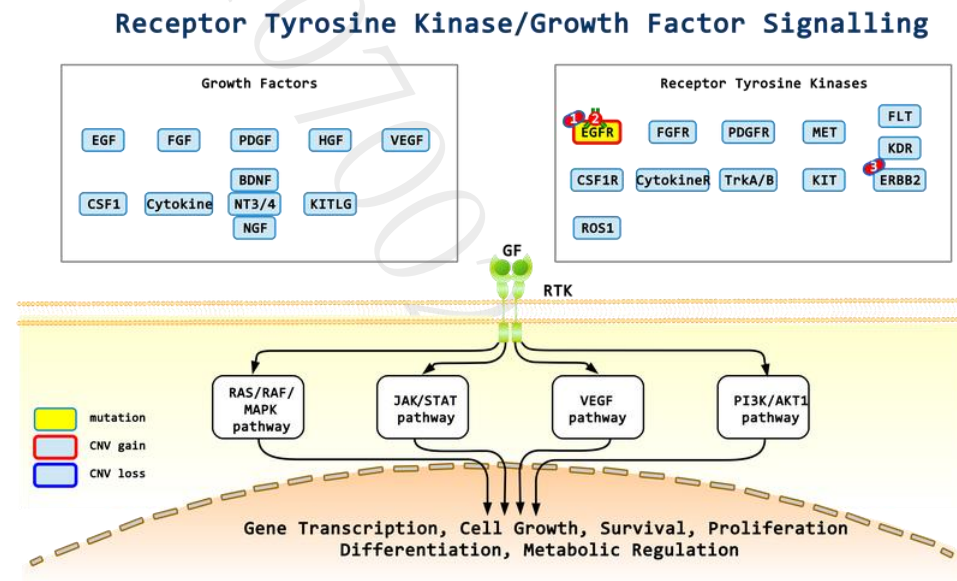 Receptor Tyrosine Kinase/Growth Factor Signalling
Growth Factors
EGF FGF PDGF HGF VEGF
BDNF
CSF1 Cytokine NT3/4 KITLG
NGF
Receptor Tyrosine Kinases
1 2
EGFR FGFR PDGFR MET FLT
KDR
3
CSF1R CytokineR TrkA/B KIT ERBB2
ROS1
GF
RTK
RAS/RAF/
MAPK
pathway
JAK/STAT
pathway
VEGF
pathway
PI3K/AKT1
pathway
mutation
CNV gain
CNV loss
Gene Transcription, Cell Growth, Survival, Proliferation
Differentiation, Metabolic Regulation